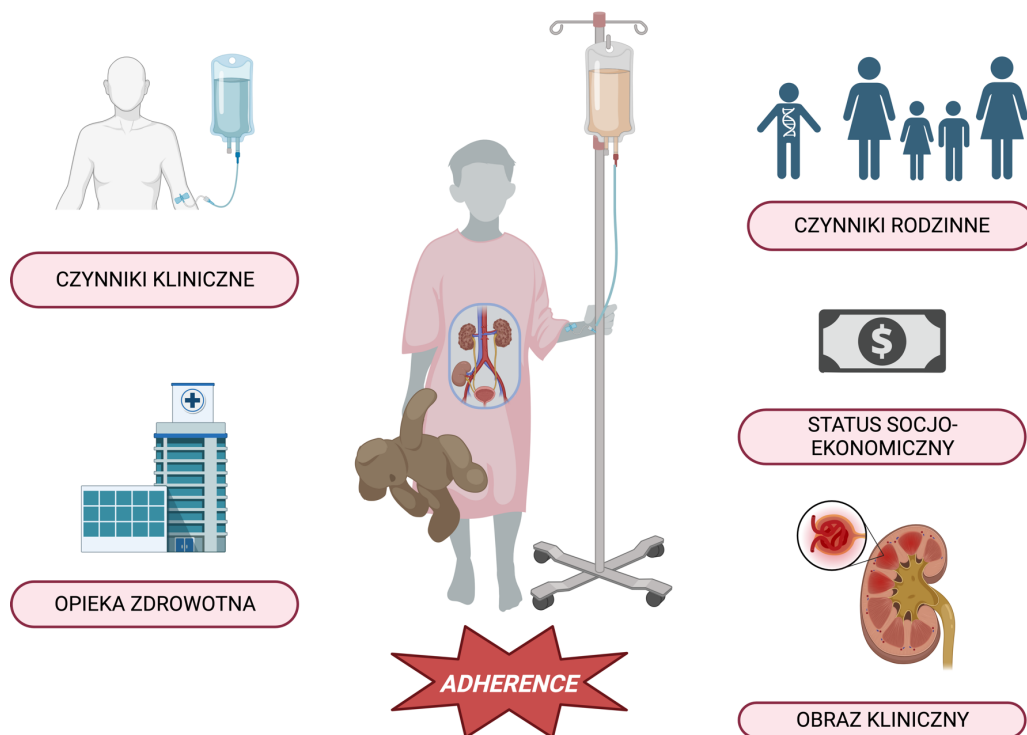 CZYNNIKI KLINICZNE
OPIEKA ZDROWOTNA
ADHERENCE
CZYNNIKI RODZINNE
$
STATUS SOCJO-
EKONOMICZNY
OBRAZ KLINICZNY